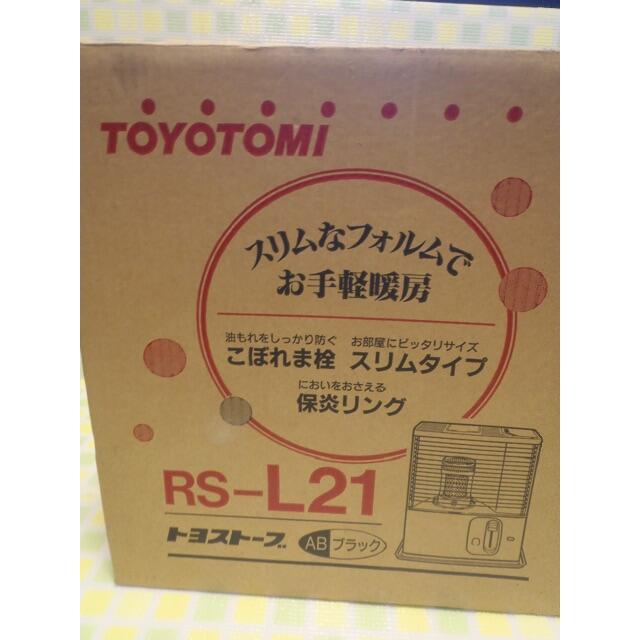 TOYOTOMI
スリムなフォルムで
お手軽暖房
油もれをしっかり防ぐ お部屋にピッタリサイズ
こぼれま栓 スリムタイプ
においをおさえる
保炎リング
RS-L21
トヨストーブ AB ブラック